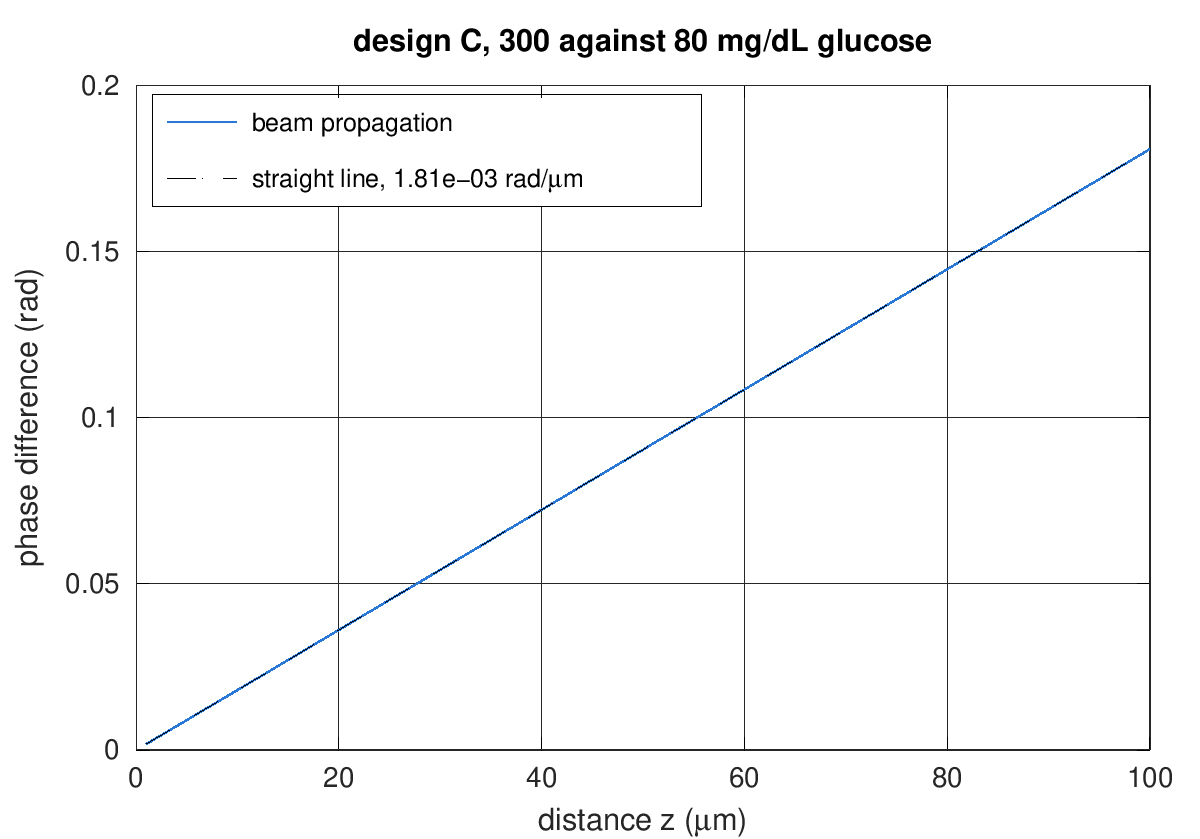 design C, 300 against 80 mg/dL glucose
0.2
0.15
0.1
0.05
0
beam propagation
straight line, 1.81e−03 rad/μm
phase difference (rad)
0 20 40 60 80 100
distance z (μm)